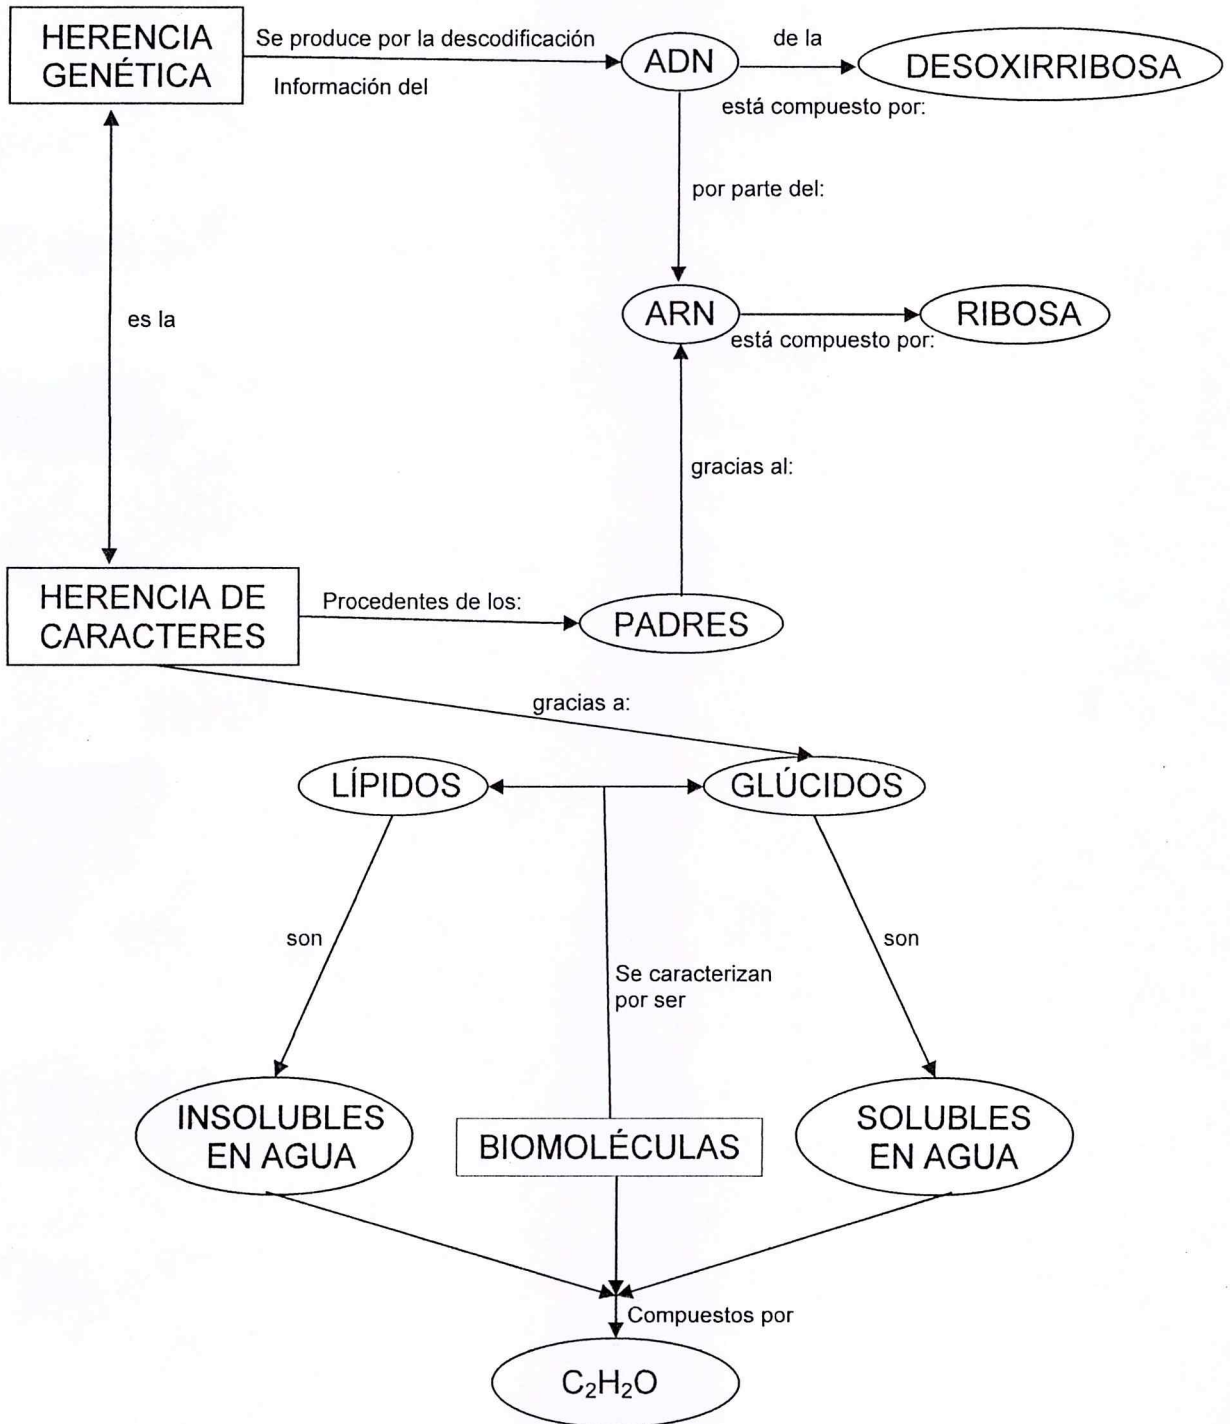 HERENCIA
GENÉTICA
Se produce por la descodificación
Información del
ADN
de la
está compuesto por:
DESOXIRRIBOSA
por parte del:
es la
ARN
está compuesto por:
RIBOSA
gracias al:
HERENCIA DE
CARACTERES
Procedentes de los:
PADRES
gracias a:
LÍPIDOS
GLÚCIDOS
son
Se caracterizan
por ser
son
INSOLUBLES
EN AGUA
BIOMOLÉCULAS
SOLUBLES
EN AGUA
Compuestos por
C₂H₂O